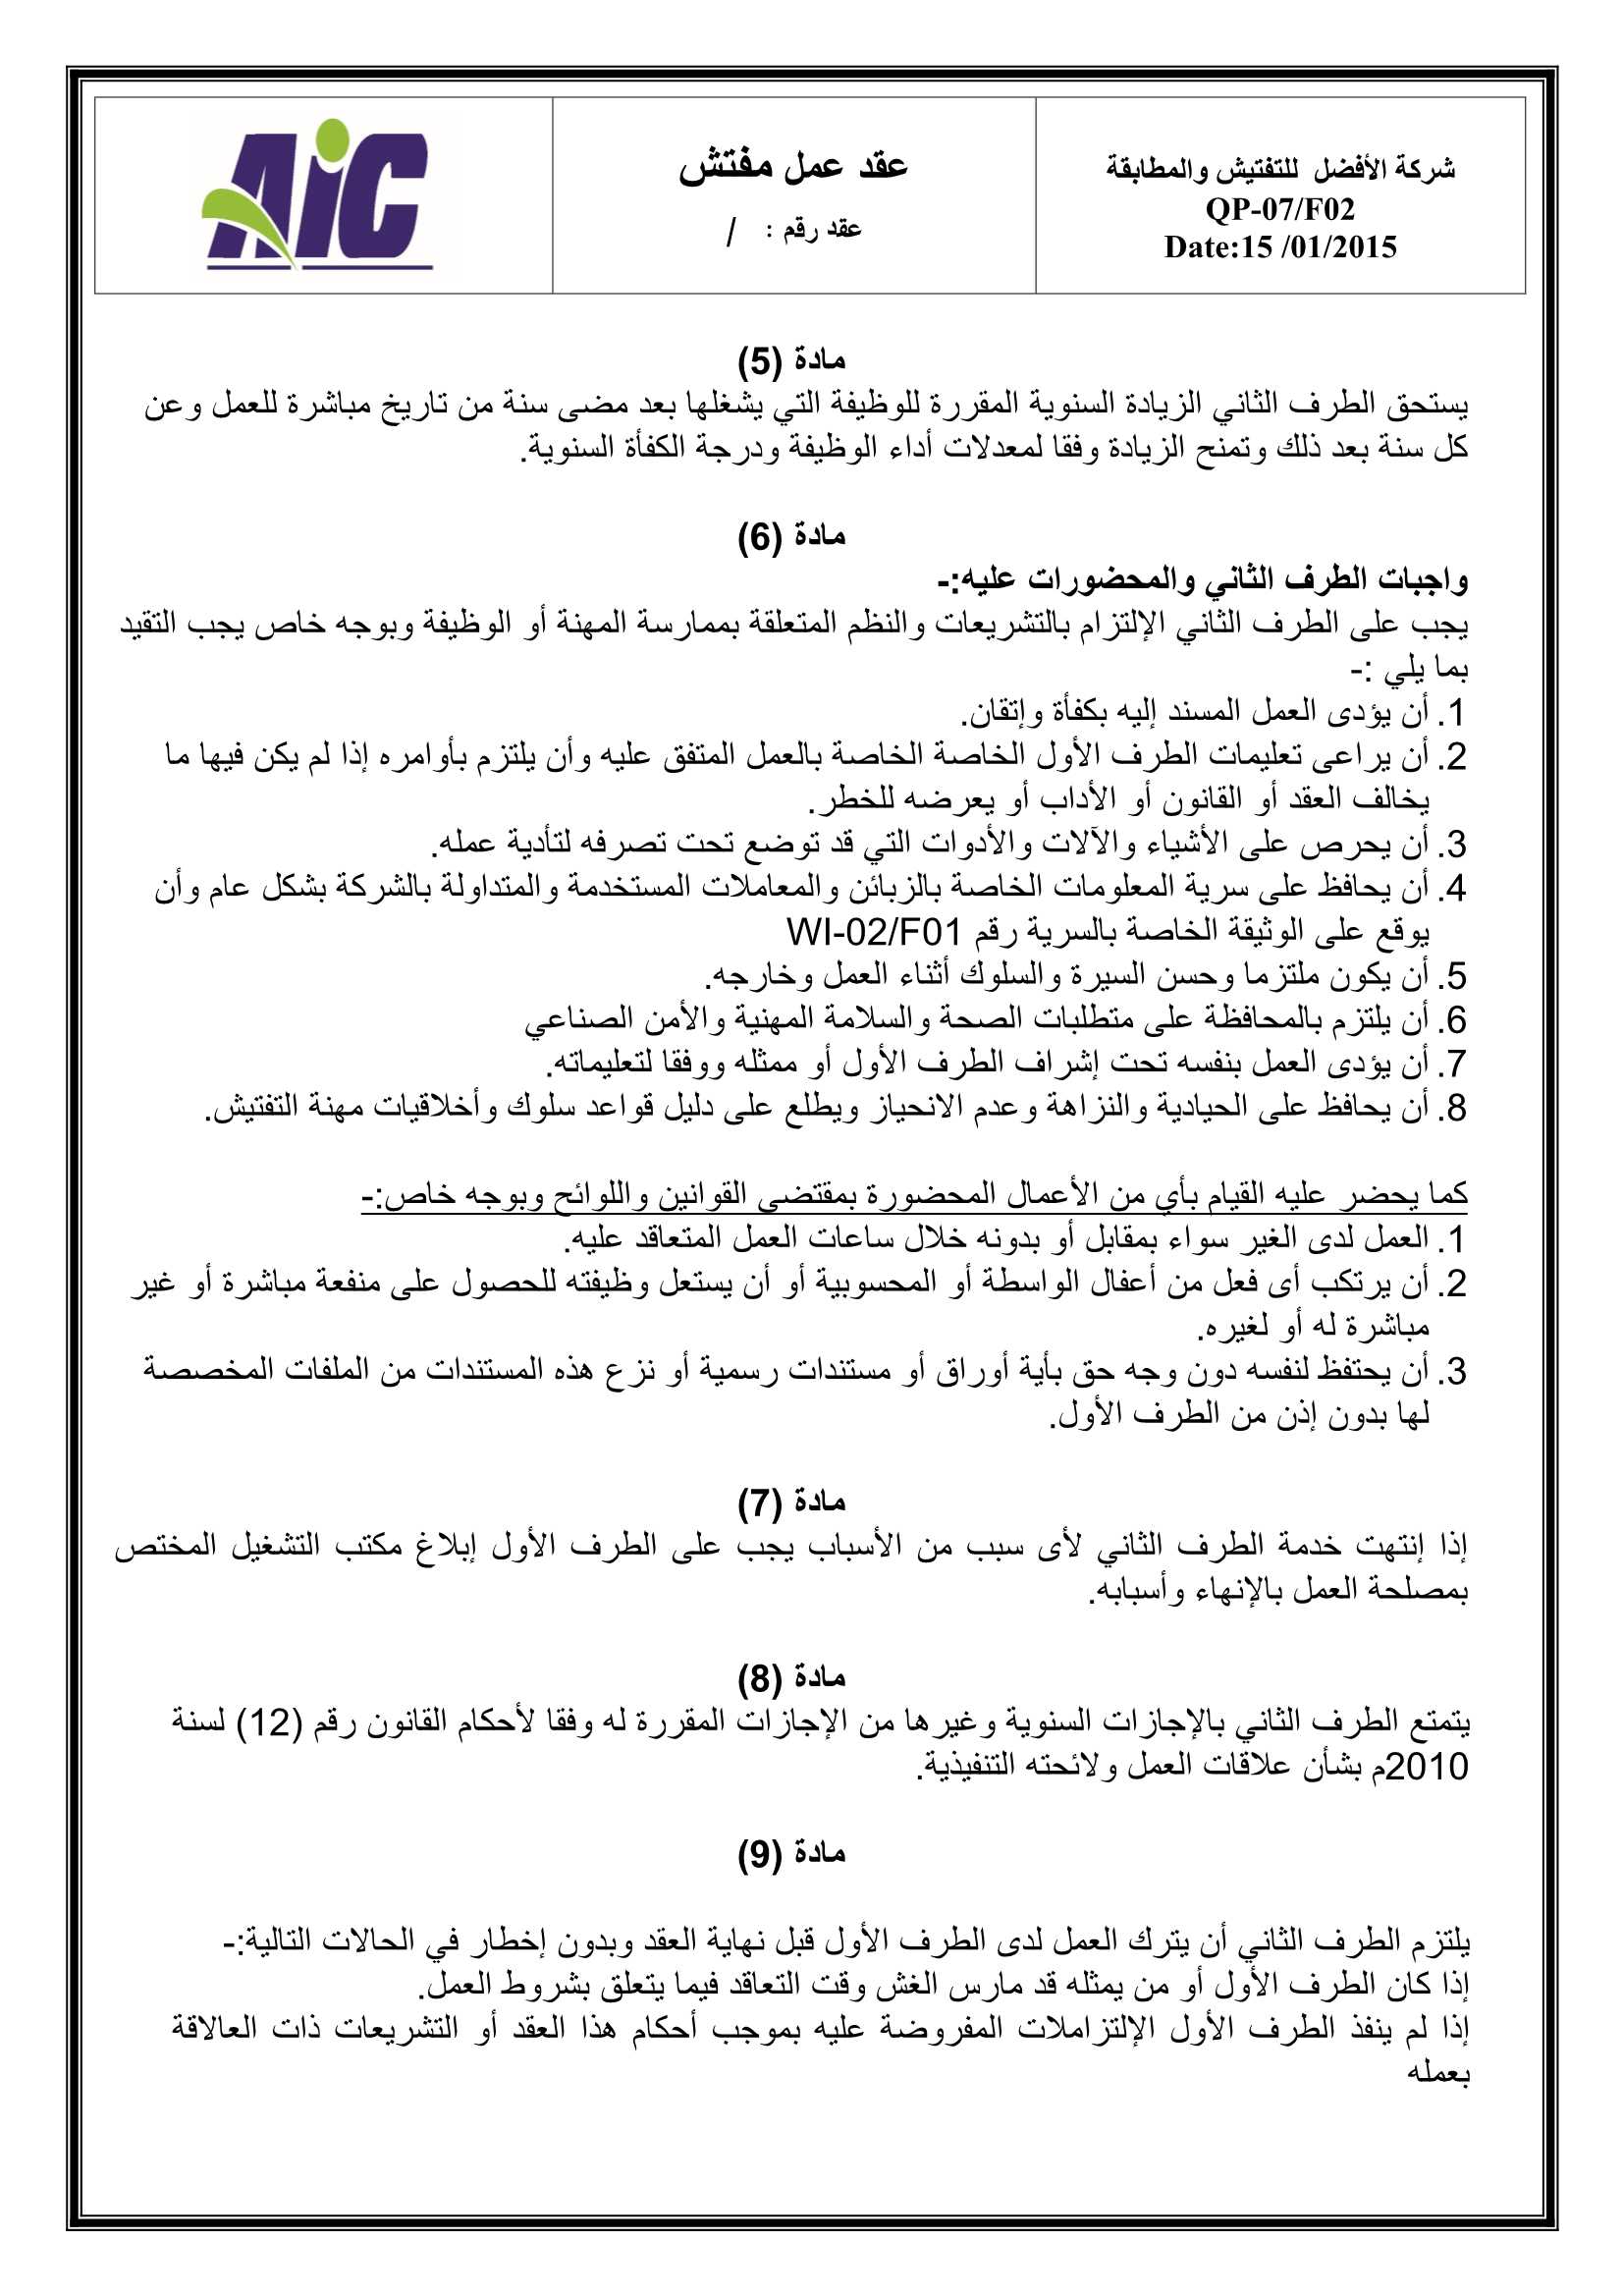 شركة الأفضل للتفتيش والمطابقة
QP-07/F02
Date:15 /01/2015
عقد عمل مفتش
عقد رقم : /
AiC
مادة (5)
يستحق الطرف الثاني الزيادة السنوية المقررة للوظيفة التي يشغلها بعد مضى سنة من تاريخ مباشرة للعمل وعن
كل سنة بعد ذلك وتمنح الزيادة وفقا لمعدلات أداء الوظيفة ودرجة الكفأة السنوية.
مادة (6)
واجبات الطرف الثاني والمحضورات عليه:-
يجب على الطرف الثاني الإلتزام بالتشريعات والنظم المتعلقة بممارسة المهنة أو الوظيفة وبوجه خاص يجب التقيد
بما يلي :-
1. أن يؤدى العمل المسند إليه بكفأة وإتقان.
2. أن يراعى تعليمات الطرف الأول الخاصة الخاصة بالعمل المتفق عليه وأن يلتزم بأوامره إذا لم يكن فيها ما
يخالف العقد أو القانون أو الأداب أو يعرضه للخطر.
3. أن يحرص على الأشياء والآلات والأدوات التي قد توضع تحت تصرفه لتأدية عمله.
4. أن يحافظ على سرية المعلومات الخاصة بالزبائن والمعاملات المستخدمة والمتداولة بالشركة بشكل عام وأن
يوقع على الوثيقة الخاصة بالسرية رقم WI-02/F01
5. أن يكون ملتزما وحسن السيرة والسلوك أثناء العمل وخارجه.
6. أن يلتزم بالمحافظة على متطلبات الصحة والسلامة المهنية والأمن الصناعي
7. أن يؤدى العمل بنفسه تحت إشراف الطرف الأول أو ممثله ووفقا لتعليماته.
8. أن يحافظ على الحيادية والنزاهة وعدم الانحياز ويطلع على دليل قواعد سلوك وأخلاقيات مهنة التفتيش.
كما يحضر عليه القيام بأي من الأعمال المحضورة بمقتضى القوانين واللوائح وبوجه خاص:-
1. العمل لدى الغير سواء بمقابل أو بدونه خلال ساعات العمل المتعاقد عليه.
2. أن يرتكب أى فعل من أعفال الواسطة أو المحسوبية أو أن يستعل وظيفته للحصول على منفعة مباشرة أو غير
مباشرة له أو لغيره.
3. أن يحتفظ لنفسه دون وجه حق بأية أوراق أو مستندات رسمية أو نزع هذه المستندات من الملفات المخصصة
لها بدون إذن من الطرف الأول.
مادة (7)
إذا إنتهت خدمة الطرف الثاني لأى سبب من الأسباب يجب على الطرف الأول إبلاغ مكتب التشغيل المختص
بمصلحة العمل بالإنهاء وأسبابه.
مادة (8)
يتمتع الطرف الثاني بالإجازات السنوية وغيرها من الإجازات المقررة له وفقا لأحكام القانون رقم (12) لسنة
2010م بشأن علاقات العمل ولائحته التنفيذية.
مادة (9)
يلتزم الطرف الثاني أن يترك العمل لدى الطرف الأول قبل نهاية العقد وبدون إخطار في الحالات التالية:-
إذا كان الطرف الأول أو من يمثله قد مارس الغش وقت التعاقد فيما يتعلق بشروط العمل.
إذا لم ينفذ الطرف الأول الإلتزاملات المفروضة عليه بموجب أحكام هذا العقد أو التشريعات ذات العالاقة
بعمله